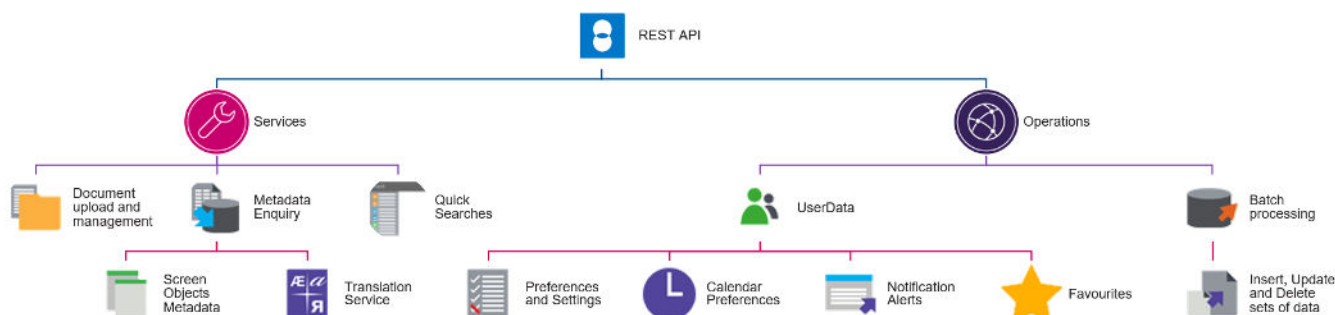 REST API
Services
Operations
Document
upload and
management
Metadata
Enquiry
Quick
Searches
UserData
Batch
processing
Screen
Objects
Metadata
Æ a
Я
Translation
Service
Preferences
and Settings
Calendar
Preferences
Notification
Alerts
Favourites
Insert, Update
and Delete
sets of data